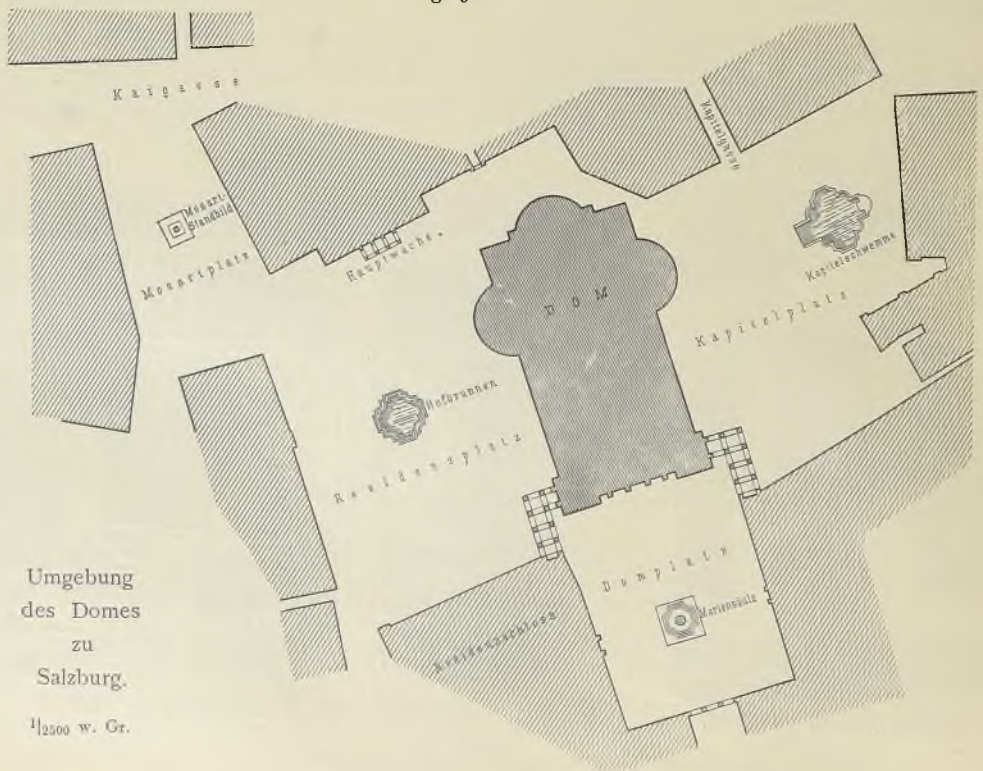 Kaigasse
Kapitelgasse
Mozart-
Standbild
Mozartplatz
Hauptwache.
Kapitelschwemme
DOM
Kapitelplatz
Hofbrunnen
Residenzplatz
Domplatz
Mariensäule
Residenzschloss
Umgebung
des Domes
zu
Salzburg.
1|2500 w. Gr.